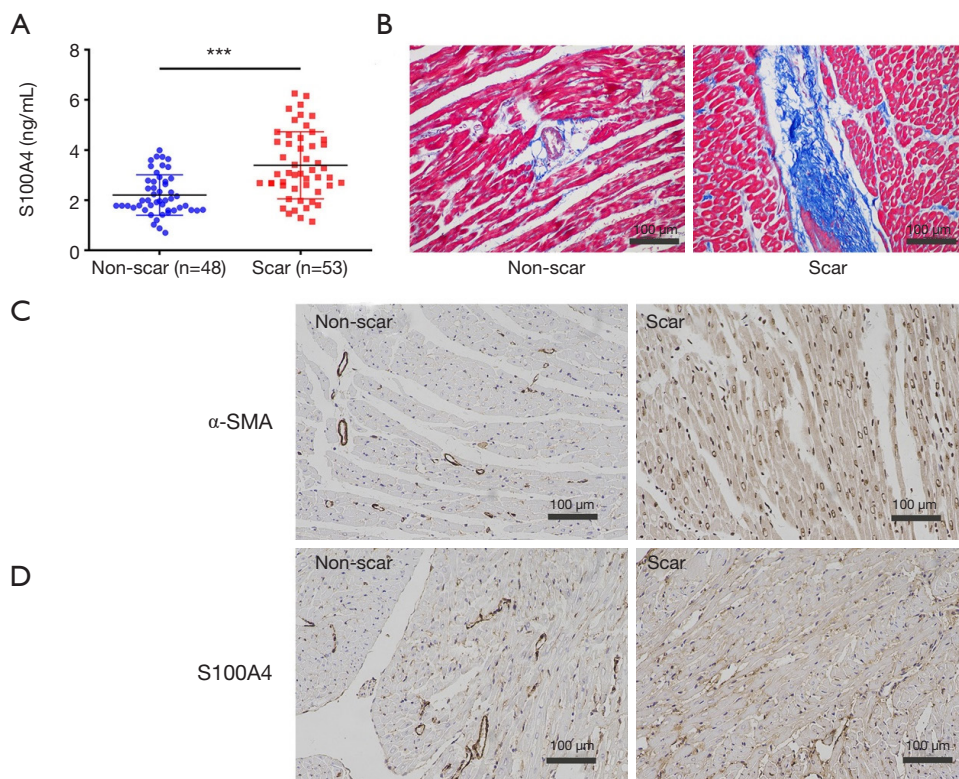 A
S100A4 (ng/mL)
8
6
4
2
0
***
Non-scar (n=48)
Scar (n=53)
B
100 μm
100 μm
Non-scar
Scar
C
α-SMA
Non-scar
100 μm
Scar
100 μm
D
S100A4
Non-scar
100 μm
Scar
100 μm